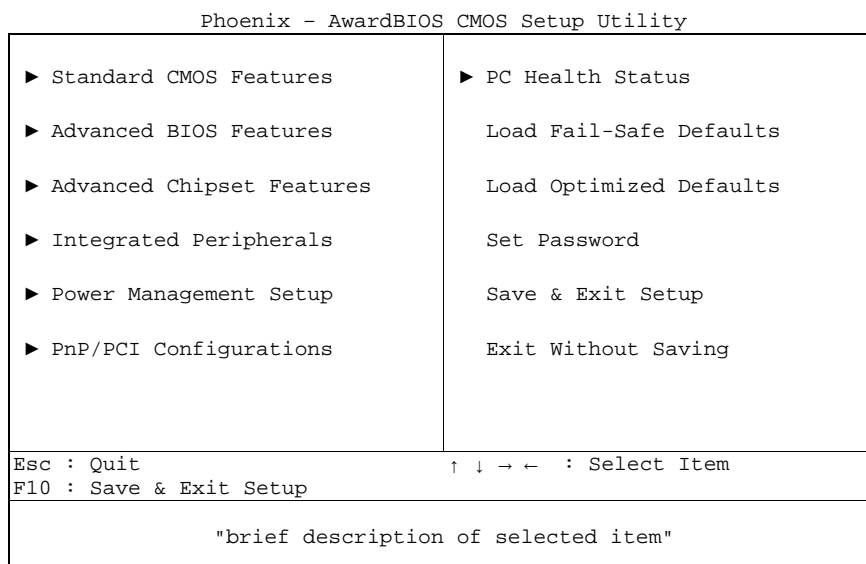 Phoenix – AwardBIOS CMOS Setup Utility
► Standard CMOS Features
► Advanced BIOS Features
► Advanced Chipset Features
► Integrated Peripherals
► Power Management Setup
► PnP/PCI Configurations
► PC Health Status
Load Fail-Safe Defaults
Load Optimized Defaults
Set Password
Save & Exit Setup
Exit Without Saving
Esc : Quit
F10 : Save & Exit Setup
↑ ↓ → ← : Select Item
"brief description of selected item"